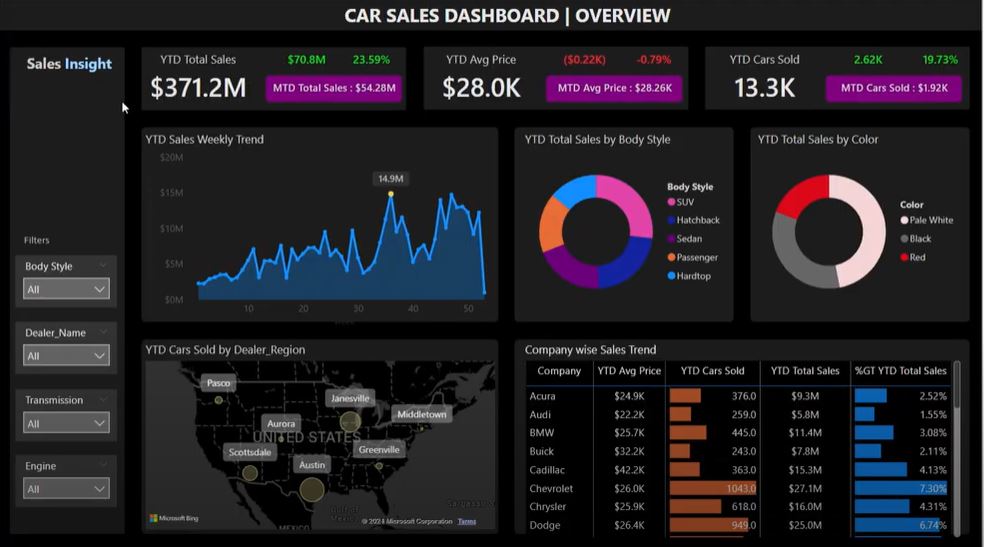 CAR SALES DASHBOARD | OVERVIEW
Sales Insight
YTD Total Sales $70.8M 23.59%
$371.2M MTD Total Sales : $54.28M
YTD Avg Price ($0.22K) -0.79%
$28.0K MTD Avg Price : $28.26K
YTD Cars Sold 2.62K 19.73%
13.3K MTD Cars Sold : $1.92K
Filters
Body Style
All
Dealer_Name
All
Transmission
All
Engine
All
YTD Sales Weekly Trend
$20M
$15M
$10M
$5M
$0M
14.9M
10 20 30 40 50
YTD Total Sales by Body Style
Body Style
SUV
Hatchback
Sedan
Passenger
Hardtop
YTD Total Sales by Color
Color
Pale White
Black
Red
YTD Cars Sold by Dealer_Region
Pasco
Janesville
Middletown
Aurora
UNITED STATES
Scottsdale
Greenville
Austin
Sargasso
Gulf of
Mexico
MEXICO
Microsoft Bing
Microsoft Corporation Terms
Company wise Sales Trend
Company YTD Avg Price YTD Cars Sold YTD Total Sales %GT YTD Total Sales
Acura $24.9K 376.0 $9.3M 2.52%
Audi $22.2K 259.0 $5.8M 1.55%
BMW $25.7K 445.0 $11.4M 3.08%
Buick $32.2K 243.0 $7.8M 2.11%
Cadillac $42.2K 363.0 $15.3M 4.13%
Chevrolet $26.0K 1043.0 $27.1M 7.30%
Chrysler $25.9K 618.0 $16.0M 4.31%
Dodge $26.4K 949.0 $25.0M 6.74%